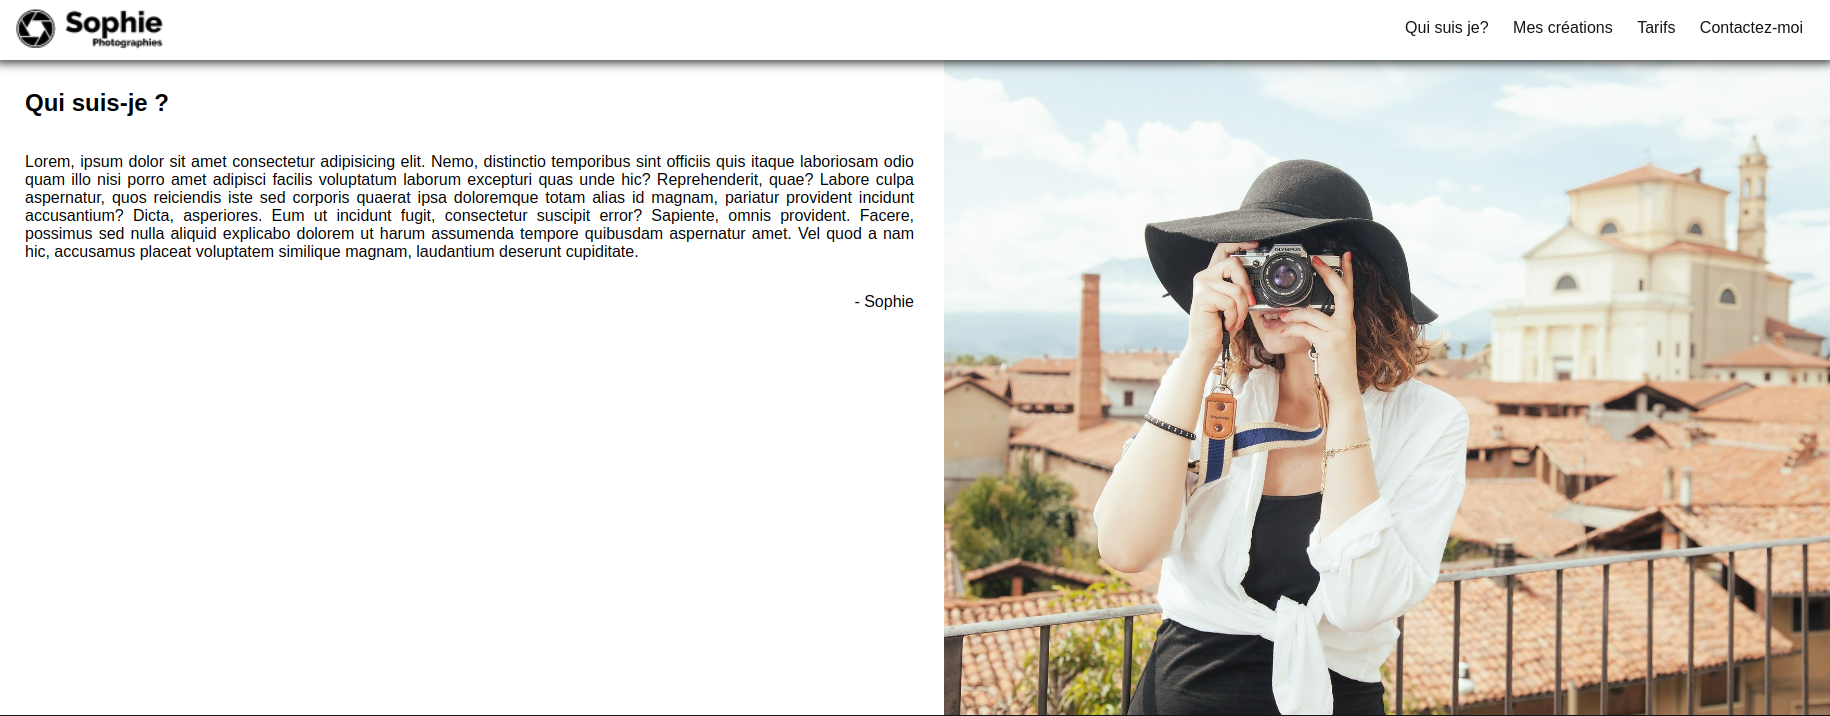 Sophie
Photographies
Qui suis je? Mes créations Tarifs Contactez-moi
Qui suis-je ?
Lorem, ipsum dolor sit amet consectetur adipisicing elit. Nemo, distinctio temporibus sint officiis quis itaque laboriosam odio
quam illo nisi porro amet adipisci facilis voluptatum laborum excepturi quas unde hic? Reprehenderit, quae? Labore culpa
aspernatur, quos reiciendis iste sed corporis quaerat ipsa doloremque totam alias id magnam, pariatur provident incidunt
accusantium? Dicta, asperiores. Eum ut incidunt fugit, consectetur suscipit error? Sapiente, omnis provident. Facere,
possimus sed nulla aliquid explicabo dolorem ut harum assumenda tempore quibusdam aspernatur amet. Vel quod a nam
hic, accusamus placeat voluptatem similique magnam, laudantium deserunt cupiditate.
- Sophie
OLYMPUS